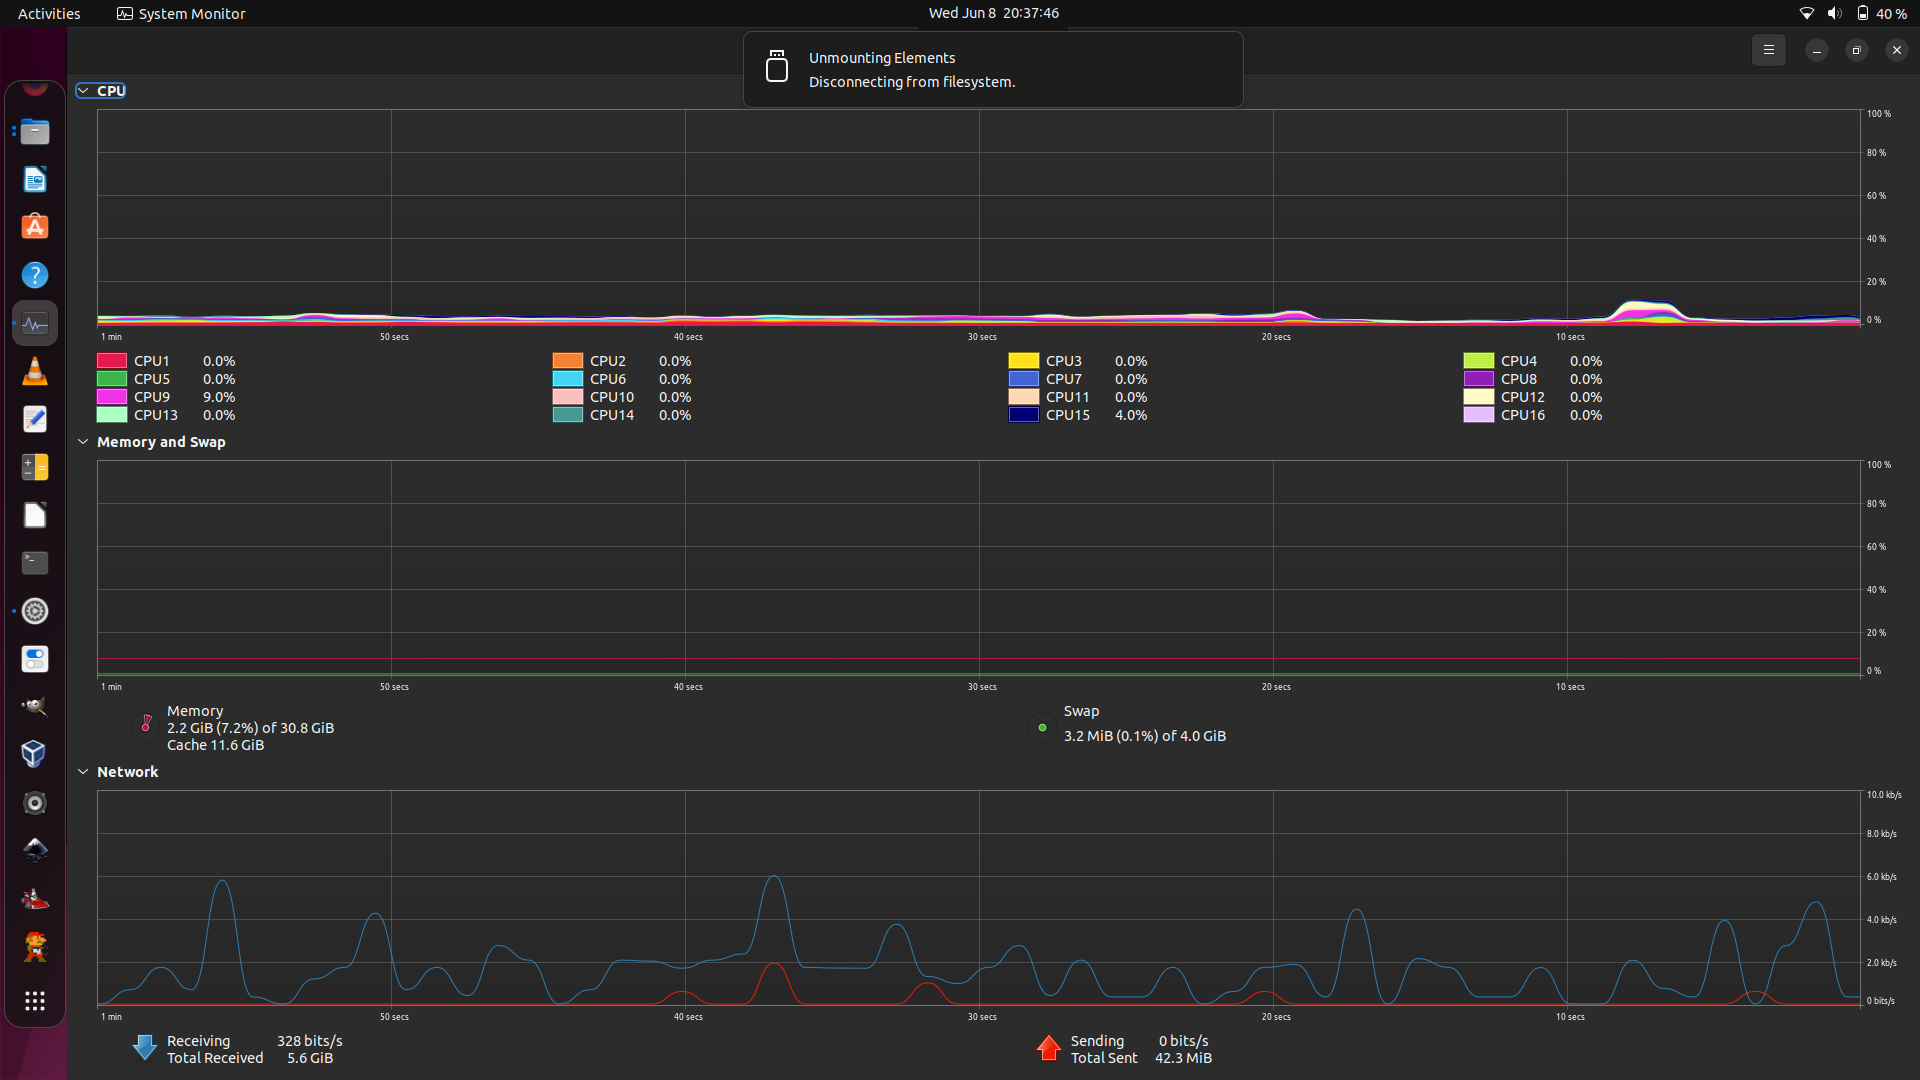 Activities System Monitor Wed Jun 8 20:37:46 40 %
Unmounting Elements
Disconnecting from filesystem.
CPU
100 %
80 %
60 %
40 %
20 %
0 %
1 min 50 secs 40 secs 30 secs 20 secs 10 secs
CPU1 0.0% CPU2 0.0% CPU3 0.0% CPU4 0.0%
CPU5 0.0% CPU6 0.0% CPU7 0.0% CPU8 0.0%
CPU9 9.0% CPU10 0.0% CPU11 0.0% CPU12 0.0%
CPU13 0.0% CPU14 0.0% CPU15 4.0% CPU16 0.0%
Memory and Swap
100 %
80 %
60 %
40 %
20 %
0 %
1 min 50 secs 40 secs 30 secs 20 secs 10 secs
Memory
2.2 GiB (7.2%) of 30.8 GiB
Cache 11.6 GiB
Swap
3.2 MiB (0.1%) of 4.0 GiB
Network
10.0 kb/s
8.0 kb/s
6.0 kb/s
4.0 kb/s
2.0 kb/s
0 bits/s
1 min 50 secs 40 secs 30 secs 20 secs 10 secs
Receiving 328 bits/s
Total Received 5.6 GiB
Sending 0 bits/s
Total Sent 42.3 MiB